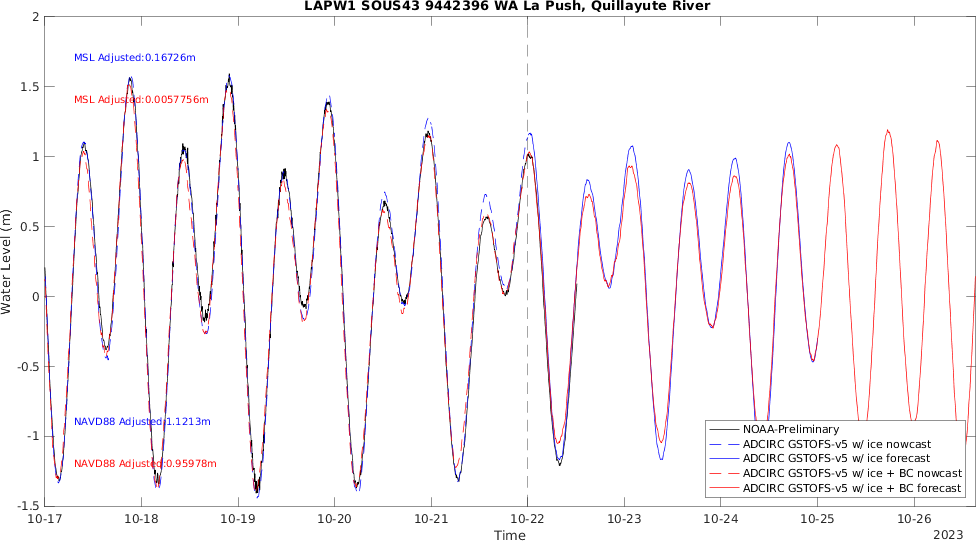 LAPW1 SOUS43 9442396 WA La Push, Quillayute River
2
1.5
1
0.5
0
-0.5
-1
-1.5
Water Level (m)
MSL Adjusted:0.16726m
MSL Adjusted:0.0057756m
NAVD88 Adjusted:1.1213m
NAVD88 Adjusted:0.95978m
NOAA-Preliminary
ADCIRC GSTOFS-v5 w/ ice nowcast
ADCIRC GSTOFS-v5 w/ ice forecast
ADCIRC GSTOFS-v5 w/ ice + BC nowcast
ADCIRC GSTOFS-v5 w/ ice + BC forecast
10-17 10-18 10-19 10-20 10-21 10-22 10-23 10-24 10-25 10-26
Time
2023